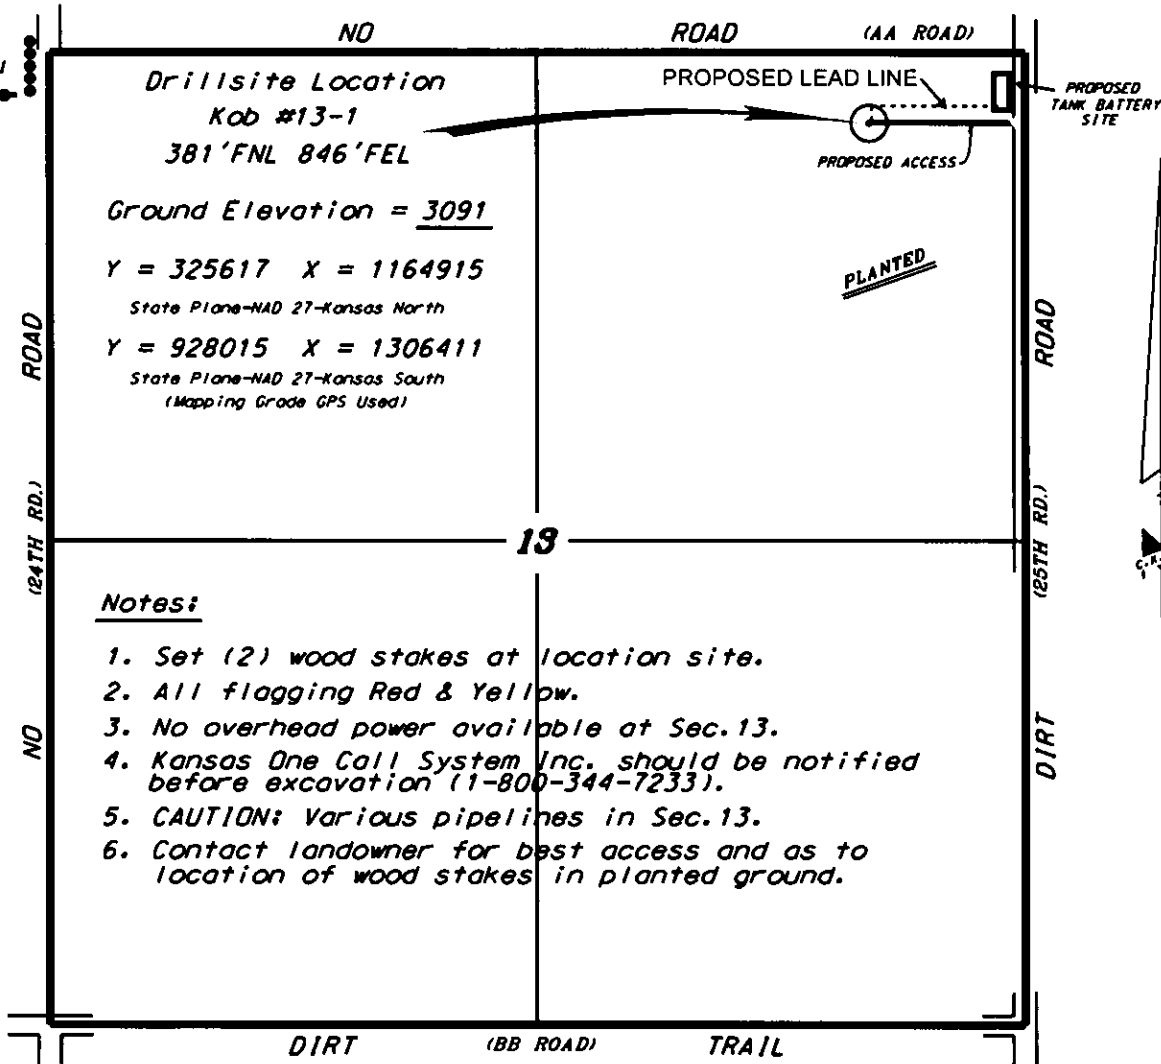 NO ROAD (AA ROAD)
Drillsite Location
Kob #13-1
381'FNL 846'FEL
PROPOSED LEAD LINE
PROPOSED
TANK BATTERY
SITE
PROPOSED ACCESS
Ground Elevation = 3091
Y = 325617 X = 1164915
State Plane-NAD 27-Kansas North
Y = 928015 X = 1306411
State Plane-NAD 27-Kansas South
(Mapping Grade GPS Used)
PLANTED
NO (24TH RD.) ROAD
DIRT (25TH RD.) ROAD
13
Notes:
1. Set (2) wood stakes at location site.
2. All flagging Red & Yellow.
3. No overhead power available at Sec.13.
4. Kansas One Call System Inc. should be notified
before excavation (1-800-344-7233).
5. CAUTION: Various pipelines in Sec.13.
6. Contact landowner for best access and as to
location of wood stakes in planted ground.
DIRT (BB ROAD) TRAIL